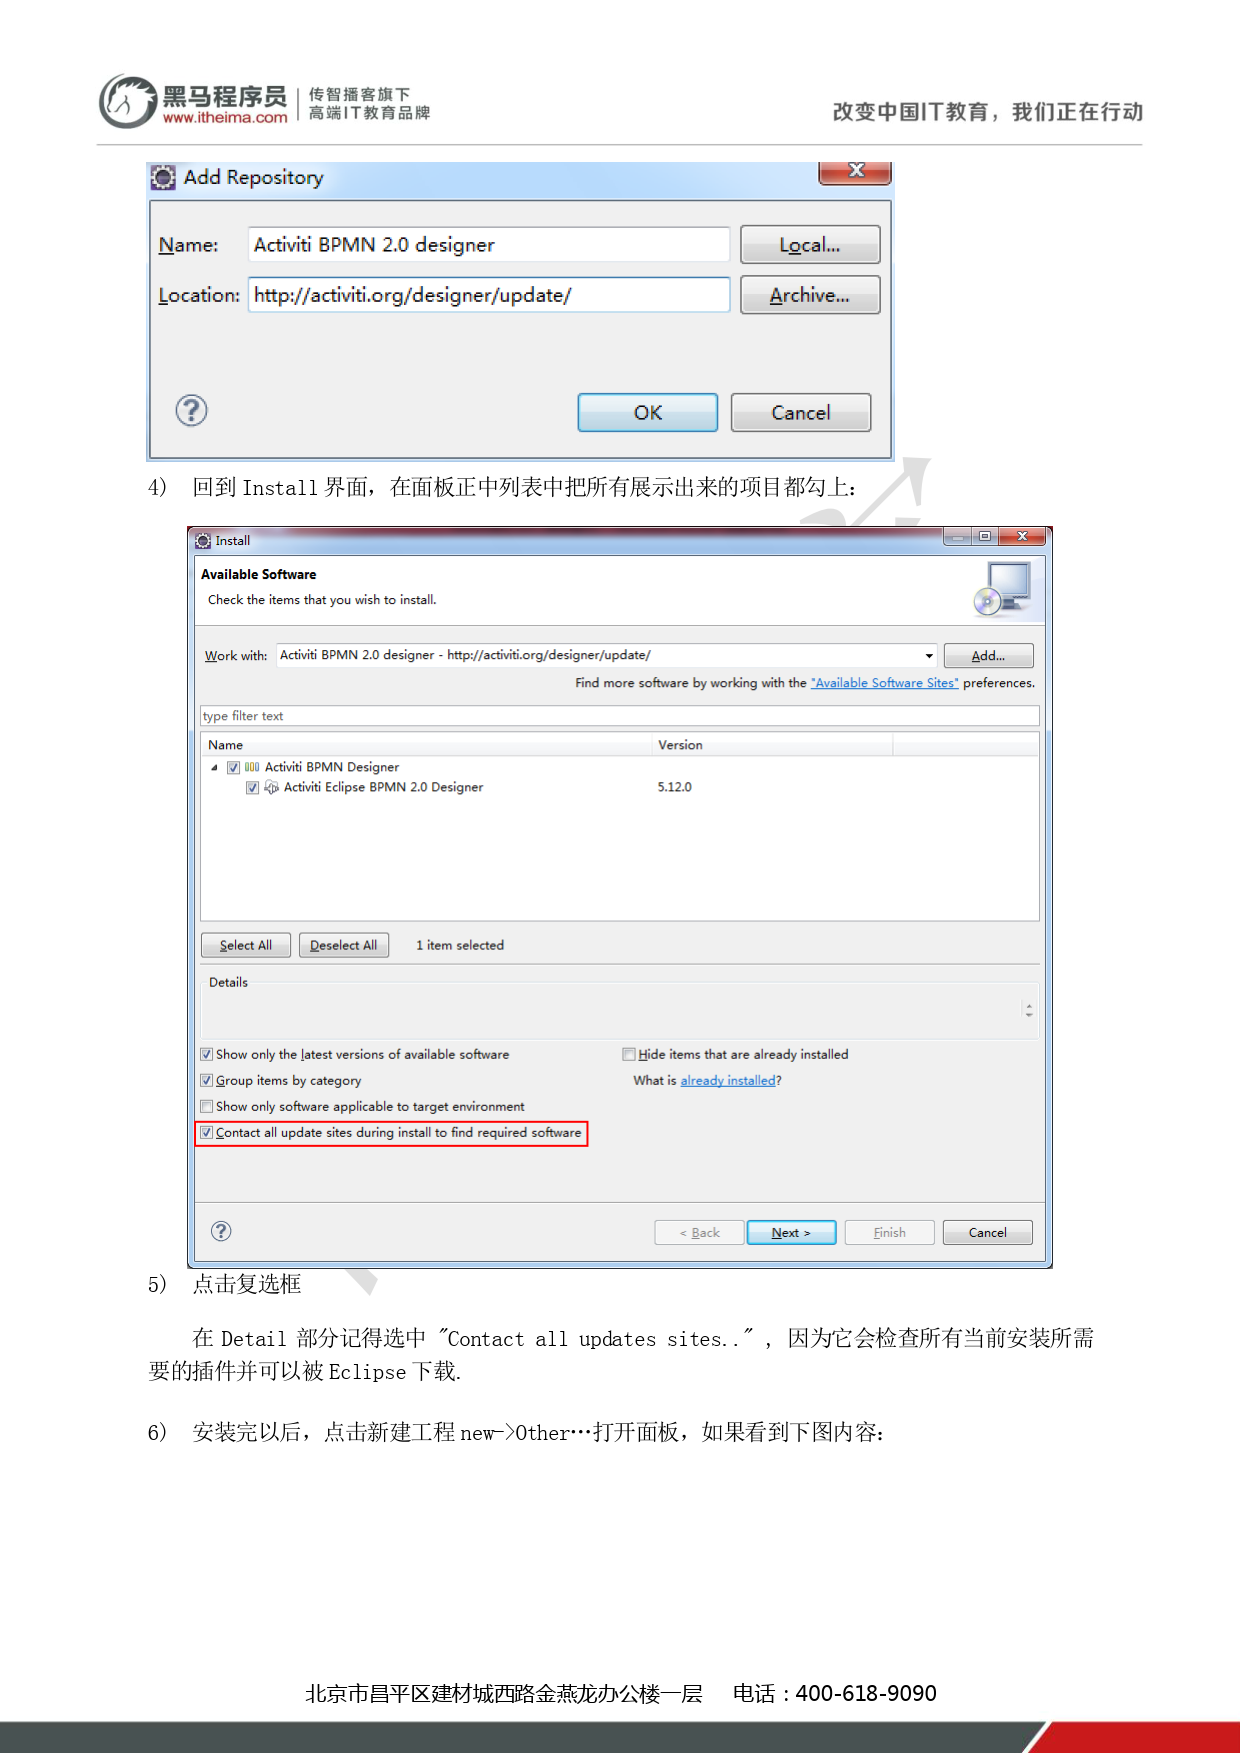 黑马程序员
www.itheima.com
传智播客旗下
高端IT教育品牌
改变中国IT教育，我们正在行动
Add Repository
Name: Activiti BPMN 2.0 designer Local...
Location: http://activiti.org/designer/update/ Archive...
OK Cancel
4) 回到 Install 界面，在面板正中列表中把所有展示出来的项目都勾上：
Install
Available Software
Check the items that you wish to install.
Work with: Activiti BPMN 2.0 designer - http://activiti.org/designer/update/ Add...
Find more software by working with the "Available Software Sites" preferences.
type filter text
Name Version
Activiti BPMN Designer
Activiti Eclipse BPMN 2.0 Designer 5.12.0
Select All Deselect All 1 item selected
Details
Show only the latest versions of available software Hide items that are already installed
Group items by category What is already installed?
Show only software applicable to target environment
Contact all update sites during install to find required software
< Back Next > Finish Cancel
5) 点击复选框
在 Detail 部分记得选中 "Contact all updates sites.." , 因为它会检查所有当前安装所需
要的插件并可以被 Eclipse 下载.
6) 安装完以后，点击新建工程 new->Other…打开面板，如果看到下图内容：
北京市昌平区建材城西路金燕龙办公楼一层 电话：400-618-9090